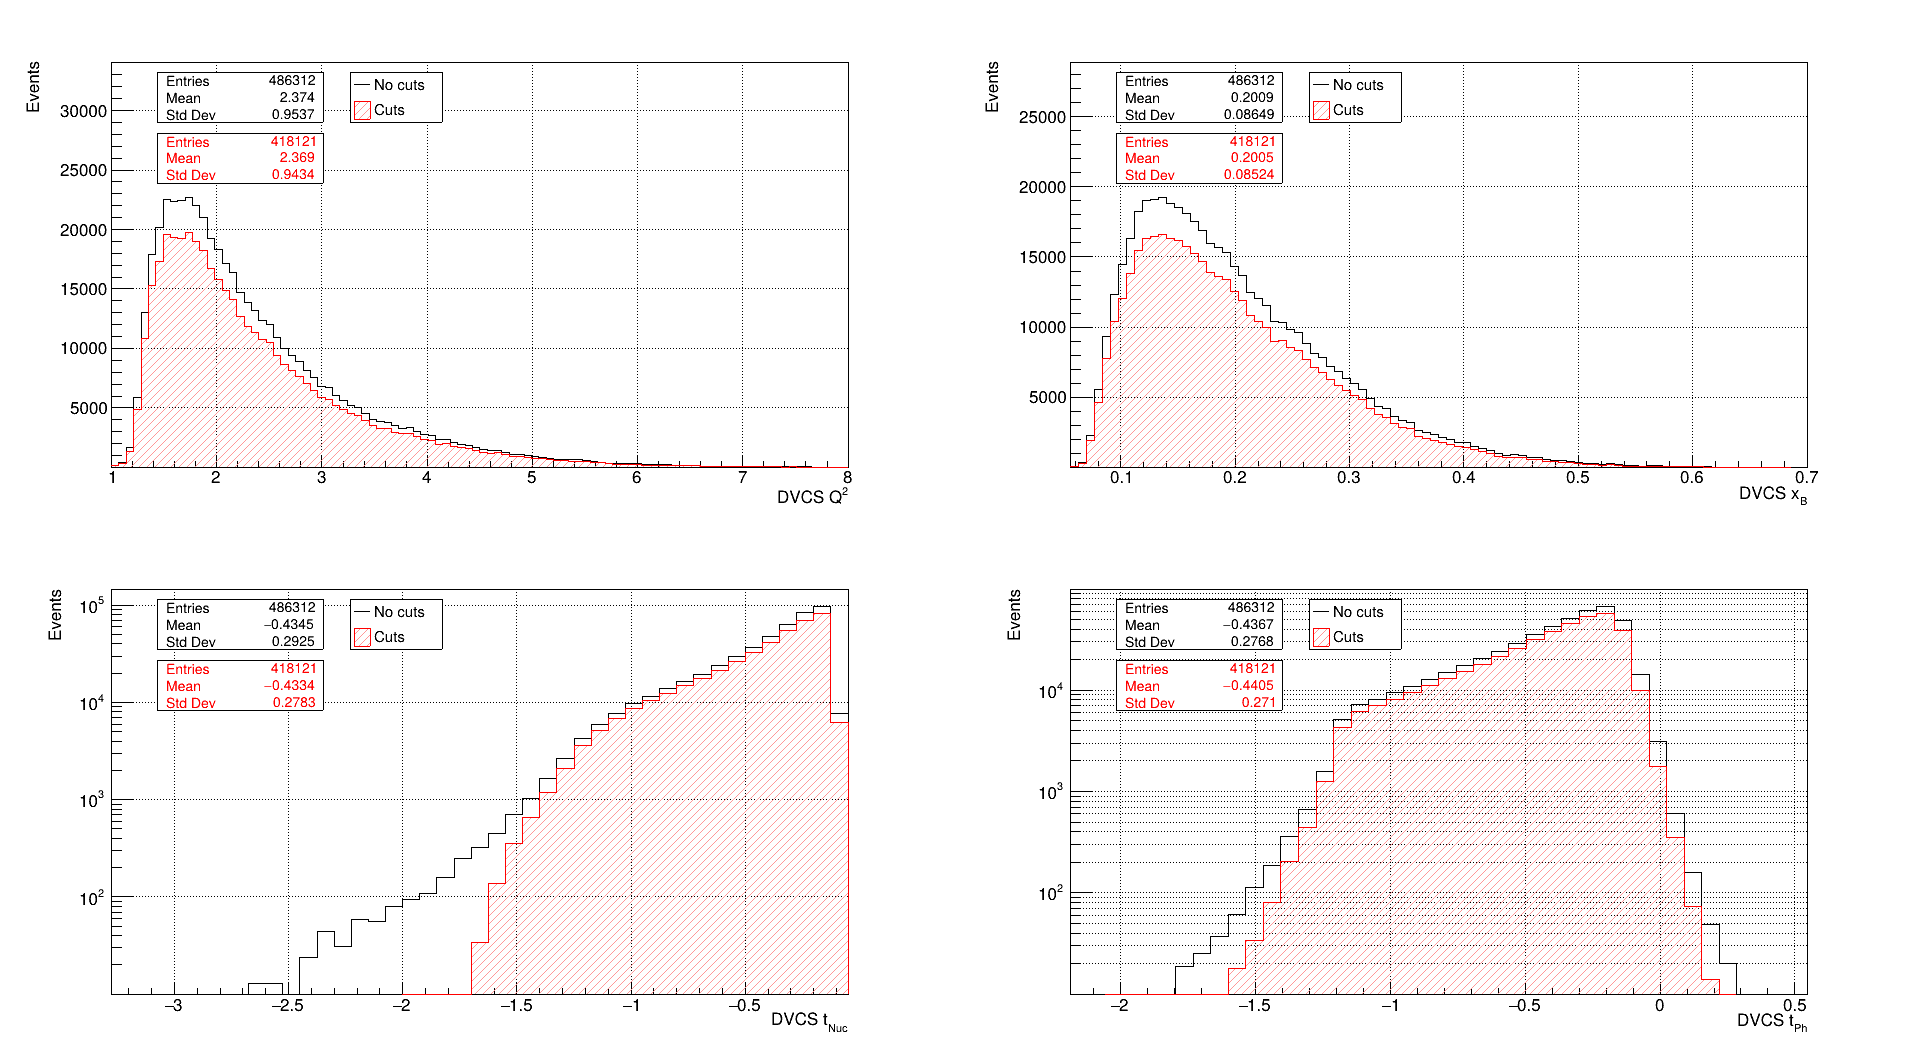 Events
Entries 486312
Mean 2.374
Std Dev 0.9537
No cuts
Cuts
Entries 418121
Mean 2.369
Std Dev 0.9434
30000
25000
20000
15000
10000
5000
1 2 3 4 5 6 7 8
DVCS Q²
Events
Entries 486312
Mean 0.2009
Std Dev 0.08649
No cuts
Cuts
Entries 418121
Mean 0.2005
Std Dev 0.08524
25000
20000
15000
10000
5000
0.1 0.2 0.3 0.4 0.5 0.6 0.7
DVCS x_B
Events
Entries 486312
Mean −0.4345
Std Dev 0.2925
No cuts
Cuts
Entries 418121
Mean −0.4334
Std Dev 0.2783
10⁵
10⁴
10³
10²
−3 −2.5 −2 −1.5 −1 −0.5
DVCS t_Nuc
Events
Entries 486312
Mean −0.4367
Std Dev 0.2768
No cuts
Cuts
Entries 418121
Mean −0.4405
Std Dev 0.271
10⁴
10³
10²
−2 −1.5 −1 −0.5 0 0.5
DVCS t_Ph